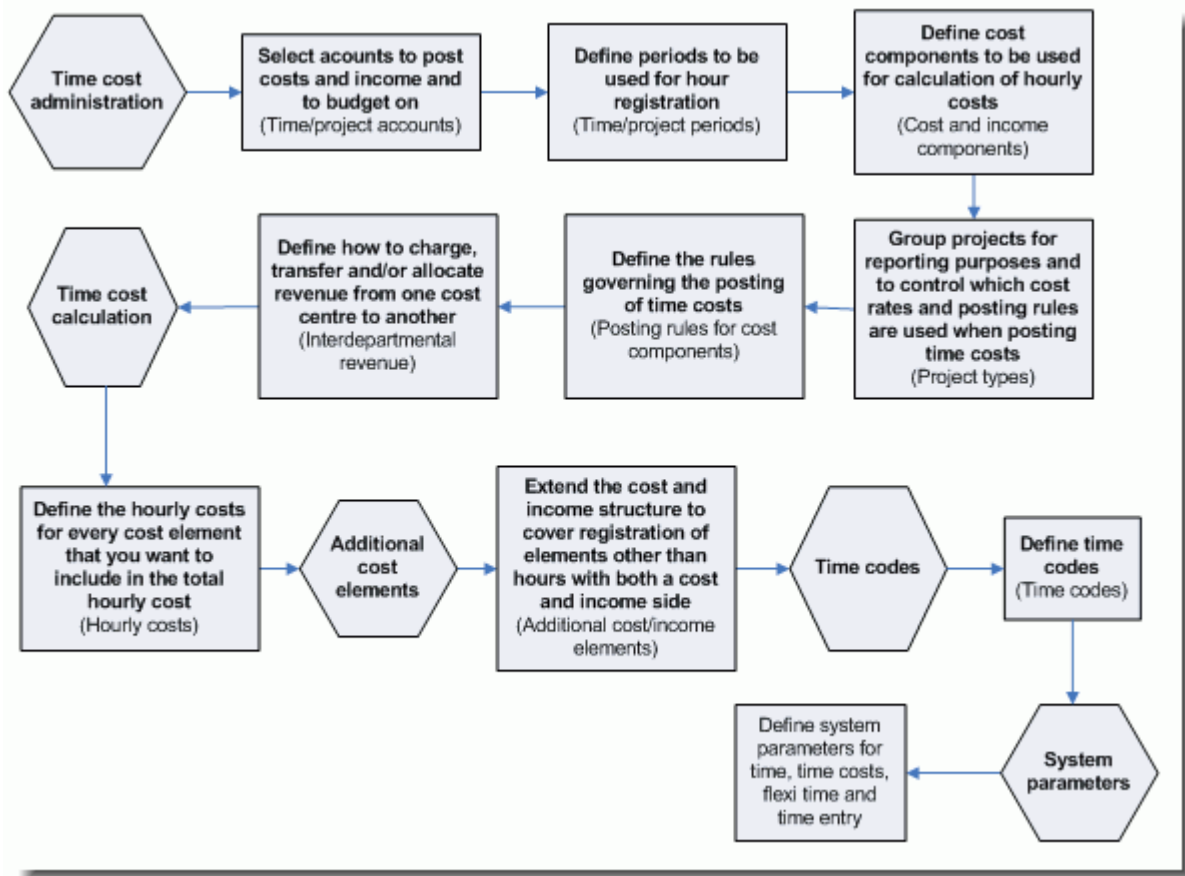 Time cost
administration
Select acounts to post
costs and income and
to budget on
(Time/project accounts)
Define periods to be
used for hour
registration
(Time/project periods)
Define cost
components to be used
for calculation of hourly
costs
(Cost and income
components)
Group projects for
reporting purposes and
to control which cost
rates and posting rules
are used when posting
time costs
(Project types)
Define the rules
governing the posting
of time costs
(Posting rules for cost
components)
Define how to charge,
transfer and/or allocate
revenue from one cost
centre to another
(Interdepartmental
revenue)
Time cost
calculation
Define the hourly costs
for every cost element
that you want to
include in the total
hourly cost
(Hourly costs)
Additional
cost
elements
Extend the cost and
income structure to
cover registration of
elements other than
hours with both a cost
and income side
(Additional cost/income
elements)
Time codes
Define time
codes
(Time codes)
System
parameters
Define system
parameters for
time, time costs,
flexi time and
time entry